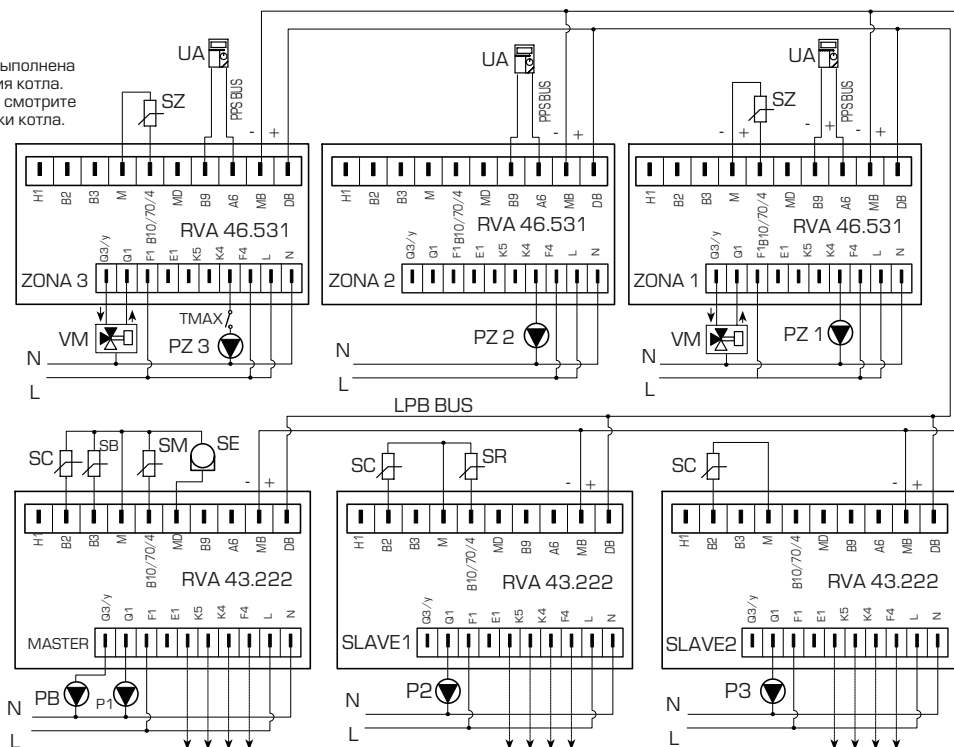 ыполнена
ия котла.
смотрите
ки котла.
UA
UA
UA
PPS BUS
PPS BUS
PPS BUS
SZ
SZ
- +
- +
- + - + - +
H1 B2 B3 M B10/70/4 MD B9 A6 MB DB
H1 B2 B3 M B10/70/4 MD B9 A6 MB DB
H1 B2 B3 M B10/70/4 MD B9 A6 MB DB
RVA 46.531
RVA 46.531
RVA 46.531
Q3/y Q1 F1 E1 K5 K4 F4 L N
Q3/y Q1 F1 E1 K5 K4 F4 L N
Q3/y Q1 F1 E1 K5 K4 F4 L N
ZONA 3
ZONA 2
ZONA 1
TMAX
VM
PZ 3
PZ 2
VM
PZ 1
N
N
N
L
L
L
LPB BUS
SC SB SM SE
SC SR
SC
- +
- +
- +
H1 B2 B3 M B10/70/4 MD B9 A6 MB DB
H1 B2 B3 M B10/70/4 MD B9 A6 MB DB
H1 B2 B3 M B10/70/4 MD B9 A6 MB DB
RVA 43.222
RVA 43.222
RVA 43.222
Q3/y Q1 F1 E1 K5 K4 F4 L N
Q3/y Q1 F1 E1 K5 K4 F4 L N
Q3/y Q1 F1 E1 K5 K4 F4 L N
MASTER
SLAVE1
SLAVE2
PB P1
P2
P3
N
N
N
L
L
L